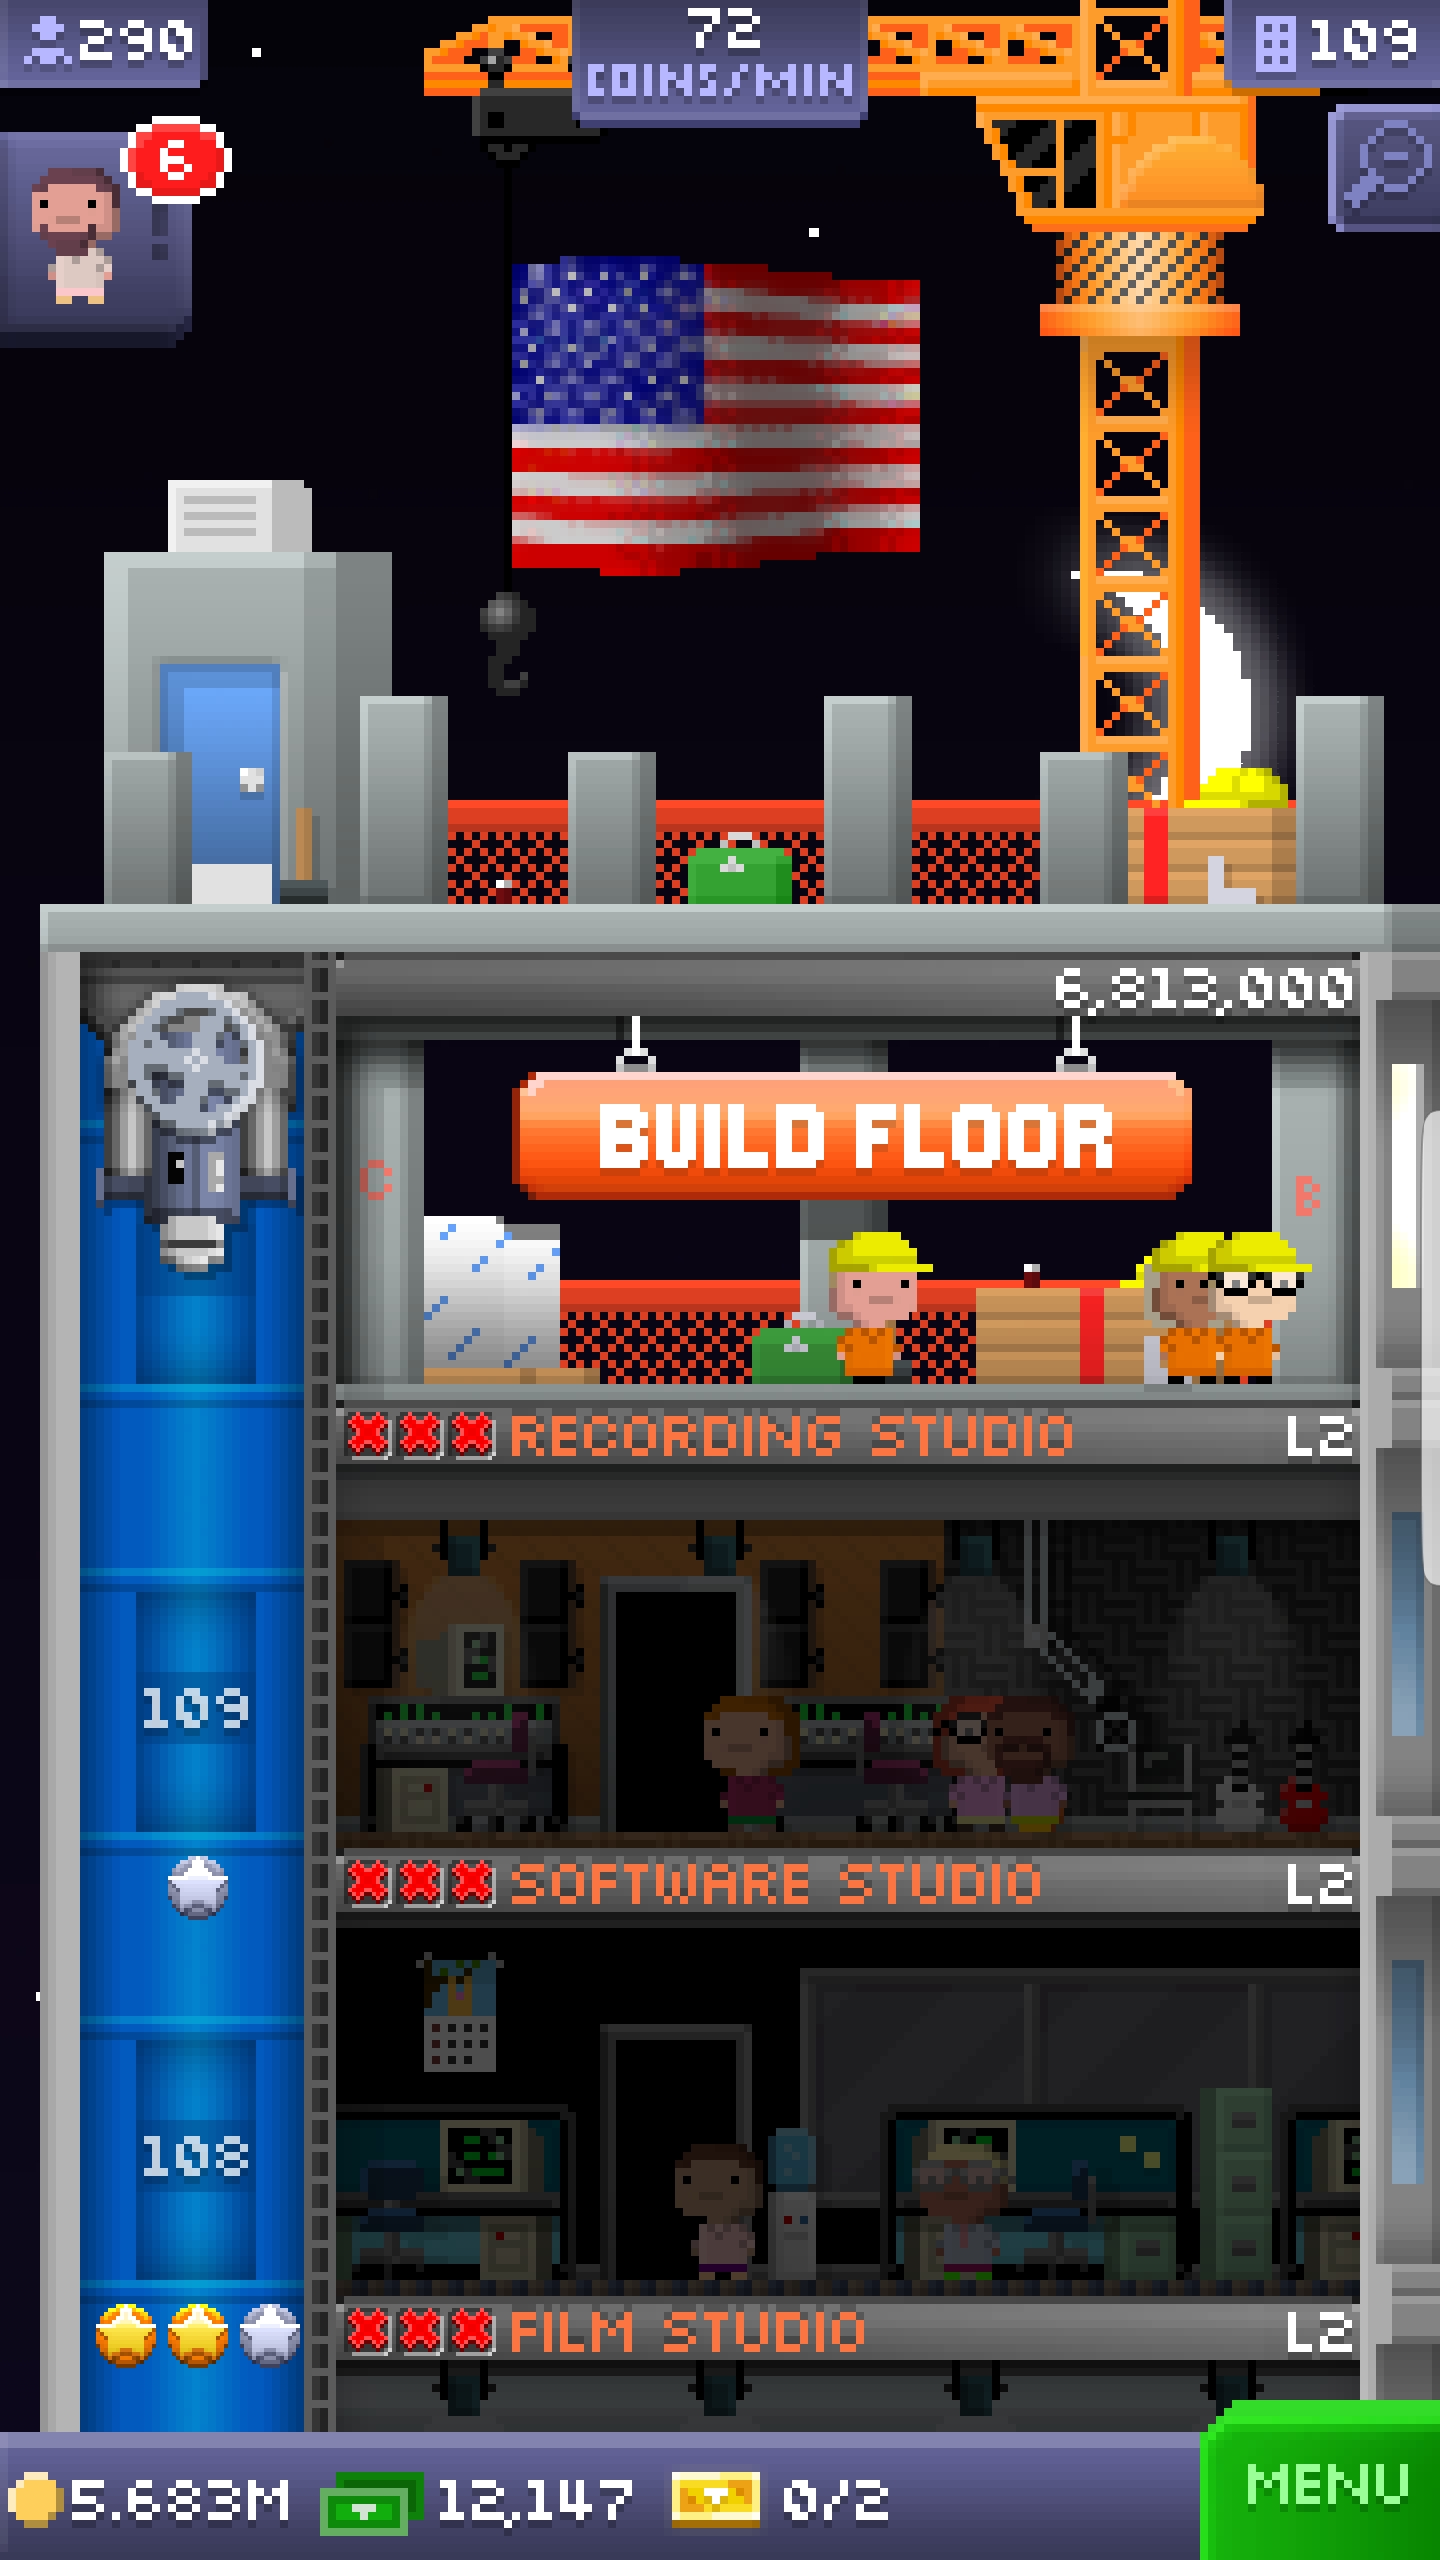 290
72
COINS/MIN
109
6
6,813,000
BUILD FLOOR
C
B
RECORDING STUDIO L2
109
SOFTWARE STUDIO L2
108
FILM STUDIO L2
5.683M 12,147 0/2
MENU